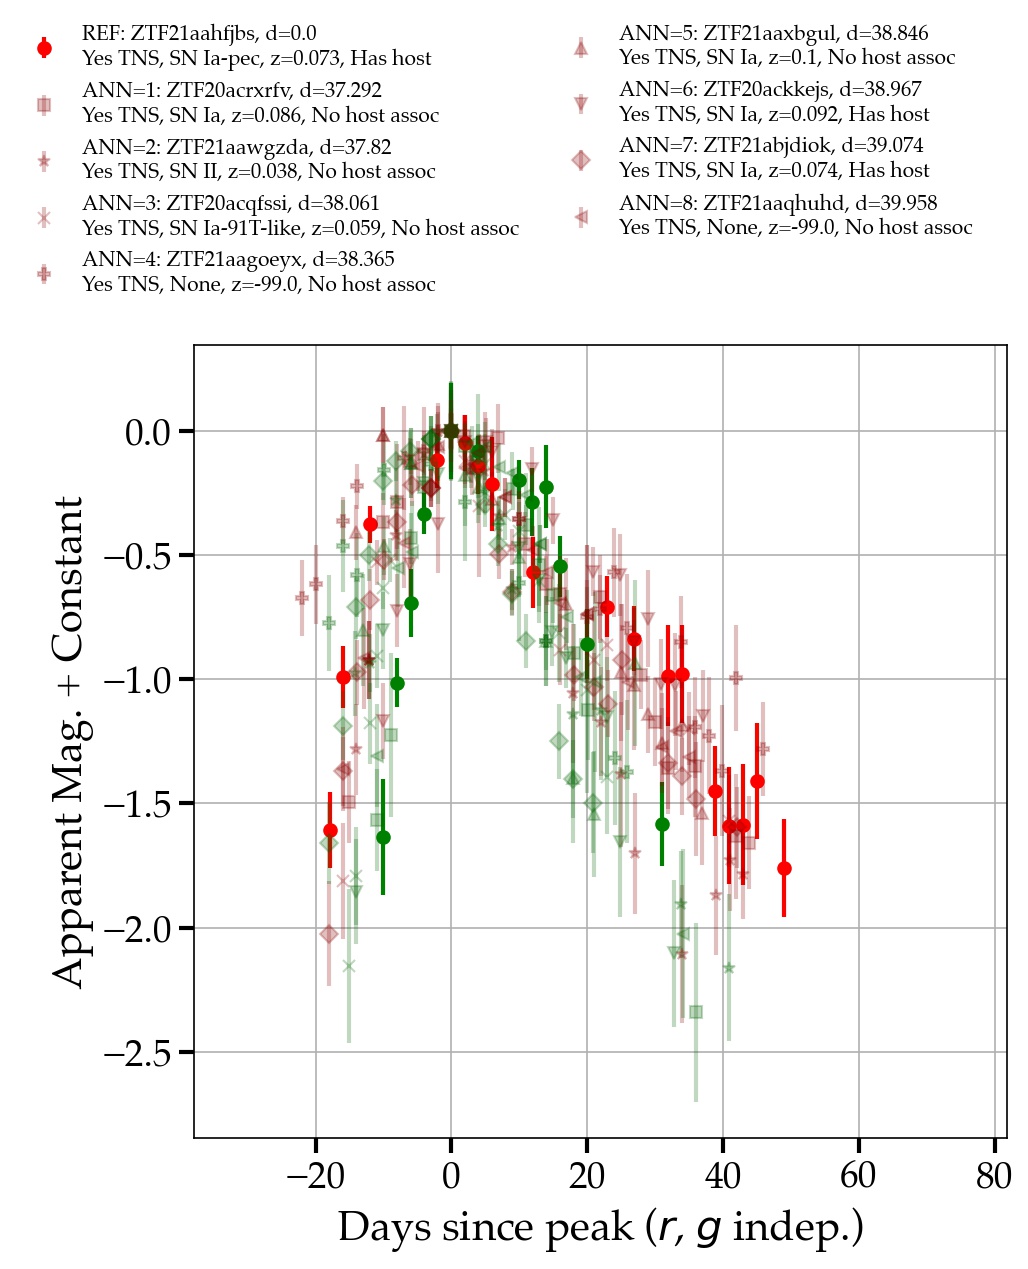 REF: ZTF21aahfjbs, d=0.0
Yes TNS, SN Ia-pec, z=0.073, Has host
ANN=1: ZTF20acrxrfv, d=37.292
Yes TNS, SN Ia, z=0.086, No host assoc
ANN=2: ZTF21aawgzda, d=37.82
Yes TNS, SN II, z=0.038, No host assoc
ANN=3: ZTF20acqfssi, d=38.061
Yes TNS, SN Ia-91T-like, z=0.059, No host assoc
ANN=4: ZTF21aagoeyx, d=38.365
Yes TNS, None, z=-99.0, No host assoc
ANN=5: ZTF21aaxbgul, d=38.846
Yes TNS, SN Ia, z=0.1, No host assoc
ANN=6: ZTF20ackkejs, d=38.967
Yes TNS, SN Ia, z=0.092, Has host
ANN=7: ZTF21abjdiok, d=39.074
Yes TNS, SN Ia, z=0.074, Has host
ANN=8: ZTF21aaqhuhd, d=39.958
Yes TNS, None, z=-99.0, No host assoc
Apparent Mag. + Constant
0.0
−0.5
−1.0
−1.5
−2.0
−2.5
−20 0 20 40 60 80
Days since peak (r, g indep.)